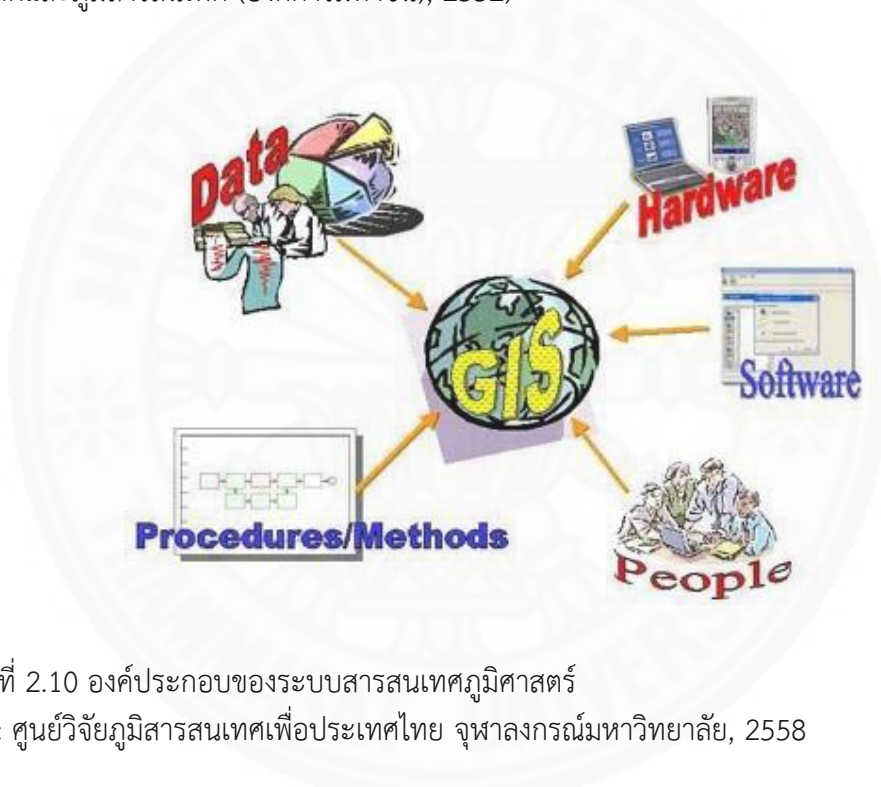 Data
Hardware
GIS
Software
Procedures/Methods
People
ที่ 2.10 องค์ประกอบของระบบสารสนเทศภูมิศาสตร์
: ศูนย์วิจัยภูมิสารสนเทศเพื่อประเทศไทย จุฬาลงกรณ์มหาวิทยาลัย, 2558